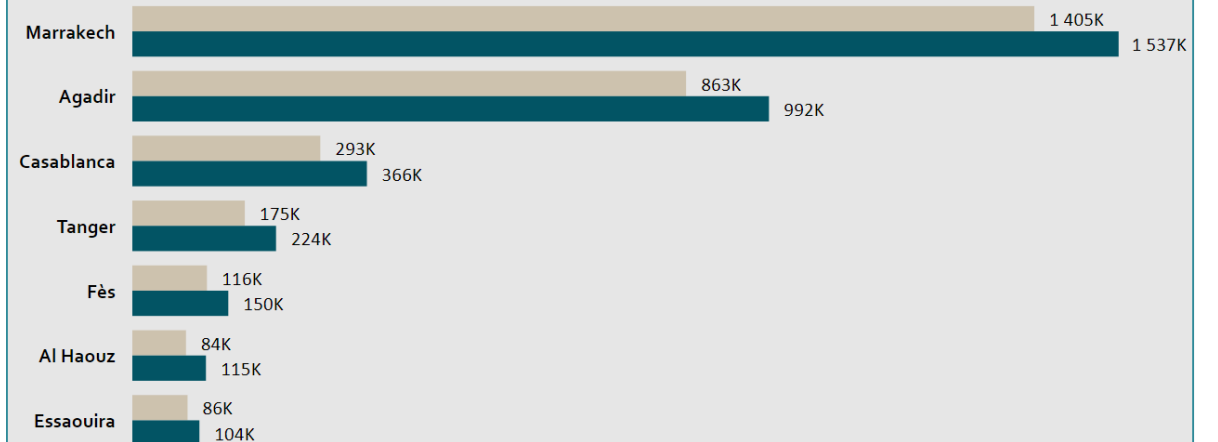 Marrakech
1 405K
1 537K
Agadir
863K
992K
Casablanca
293K
366K
Tanger
175K
224K
Fès
116K
150K
Al Haouz
84K
115K
Essaouira
86K
104K